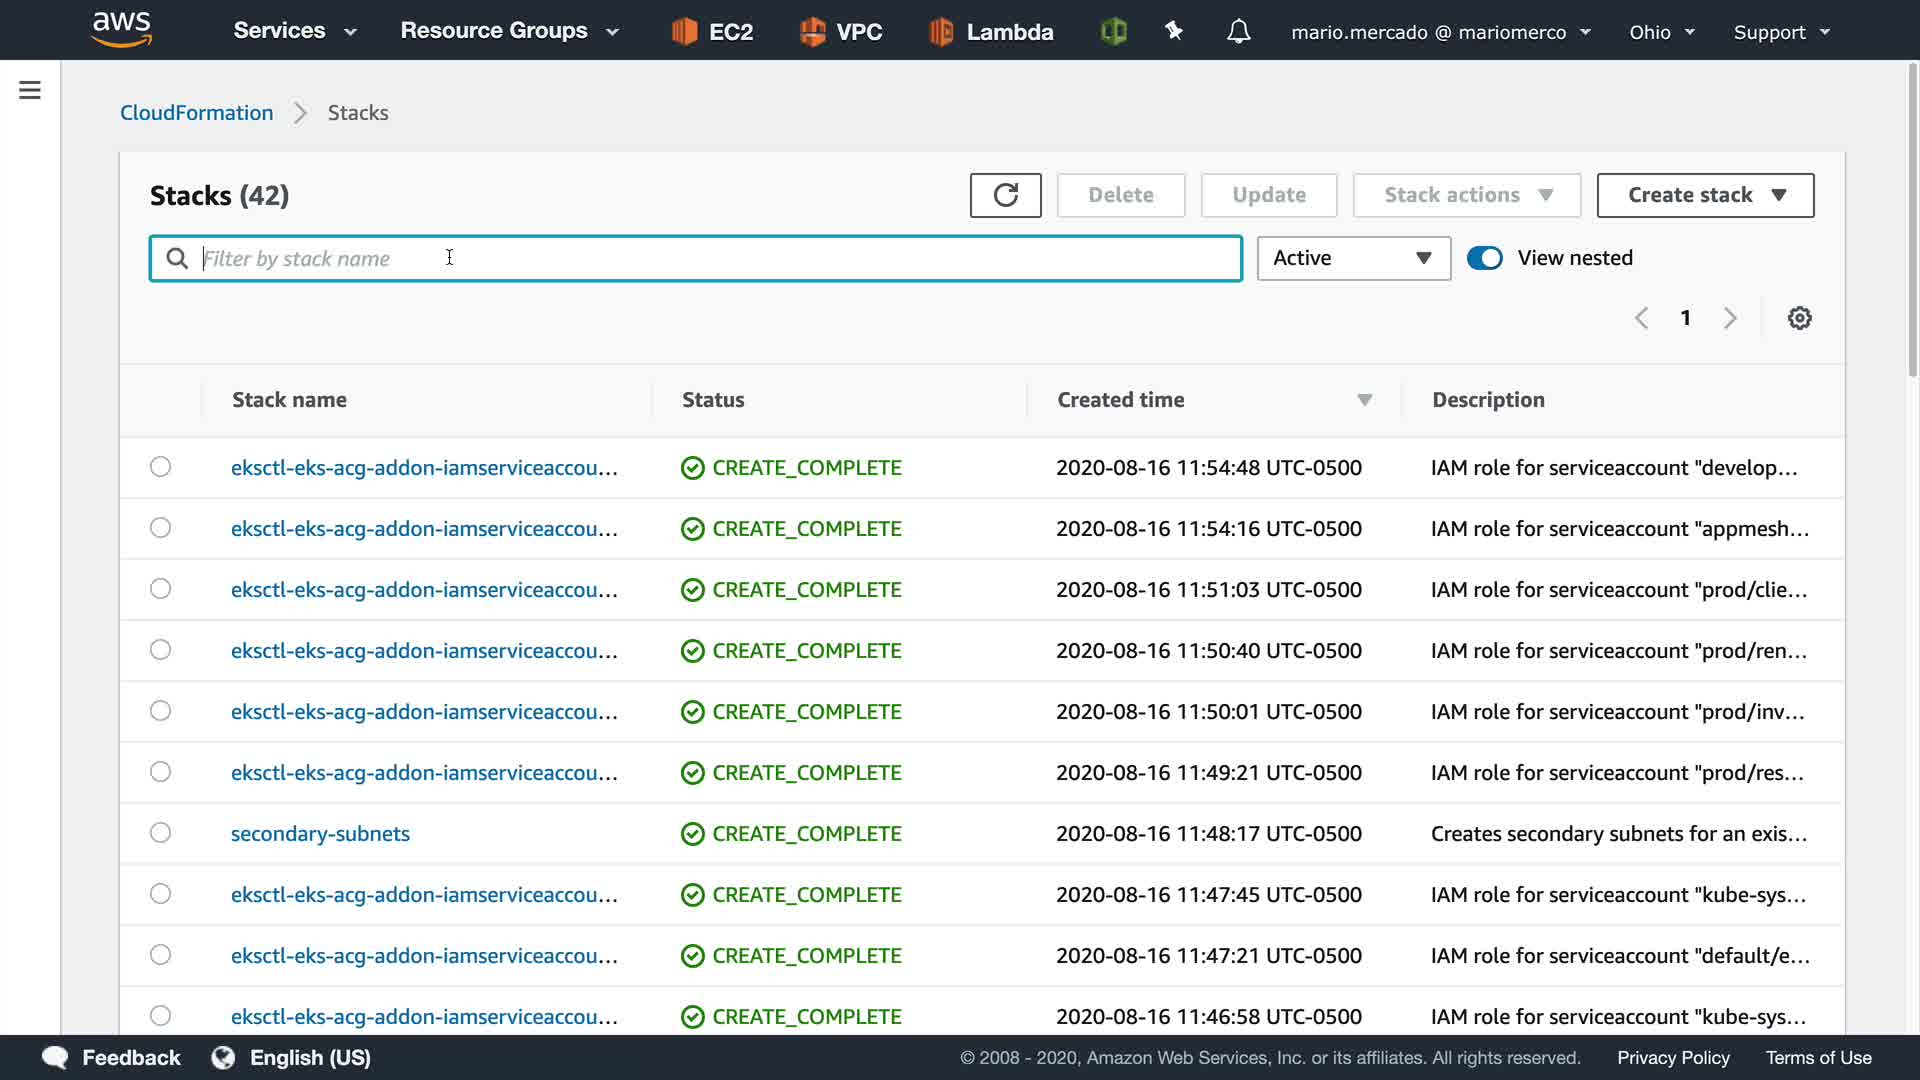 aws Services Resource Groups EC2 VPC Lambda mario.mercado @ mariomerco Ohio Support
CloudFormation Stacks
Stacks (42) Delete Update Stack actions Create stack
Filter by stack name Active View nested
1
Stack name Status Created time Description
eksctl-eks-acg-addon-iamserviceaccou... CREATE_COMPLETE 2020-08-16 11:54:48 UTC-0500 IAM role for serviceaccount "develop...
eksctl-eks-acg-addon-iamserviceaccou... CREATE_COMPLETE 2020-08-16 11:54:16 UTC-0500 IAM role for serviceaccount "appmesh...
eksctl-eks-acg-addon-iamserviceaccou... CREATE_COMPLETE 2020-08-16 11:51:03 UTC-0500 IAM role for serviceaccount "prod/clie...
eksctl-eks-acg-addon-iamserviceaccou... CREATE_COMPLETE 2020-08-16 11:50:40 UTC-0500 IAM role for serviceaccount "prod/ren...
eksctl-eks-acg-addon-iamserviceaccou... CREATE_COMPLETE 2020-08-16 11:50:01 UTC-0500 IAM role for serviceaccount "prod/inv...
eksctl-eks-acg-addon-iamserviceaccou... CREATE_COMPLETE 2020-08-16 11:49:21 UTC-0500 IAM role for serviceaccount "prod/res...
secondary-subnets CREATE_COMPLETE 2020-08-16 11:48:17 UTC-0500 Creates secondary subnets for an exis...
eksctl-eks-acg-addon-iamserviceaccou... CREATE_COMPLETE 2020-08-16 11:47:45 UTC-0500 IAM role for serviceaccount "kube-sys...
eksctl-eks-acg-addon-iamserviceaccou... CREATE_COMPLETE 2020-08-16 11:47:21 UTC-0500 IAM role for serviceaccount "default/e...
eksctl-eks-acg-addon-iamserviceaccou... CREATE_COMPLETE 2020-08-16 11:46:58 UTC-0500 IAM role for serviceaccount "kube-sys...
Feedback English (US) © 2008 - 2020, Amazon Web Services, Inc. or its affiliates. All rights reserved. Privacy Policy Terms of Use